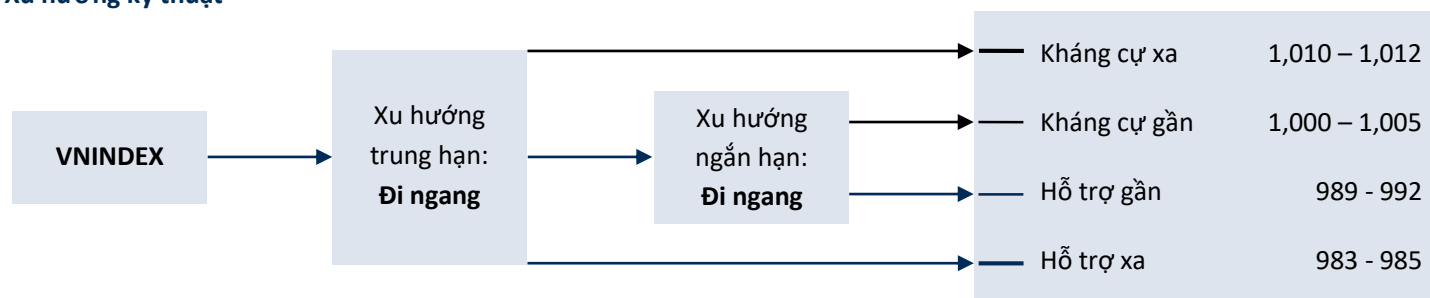 Xu hướng kỹ thuật
VNINDEX
Xu hướng
trung hạn:
Đi ngang
Xu hướng
ngắn hạn:
Đi ngang
Kháng cự xa 1,010 – 1,012
Kháng cự gần 1,000 – 1,005
Hỗ trợ gần 989 - 992
Hỗ trợ xa 983 - 985